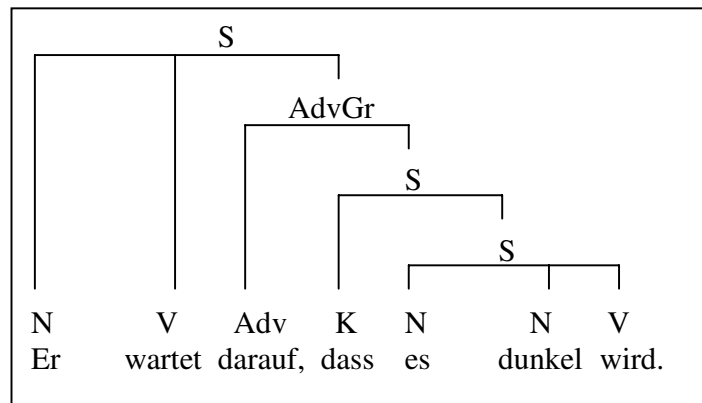 S
AdvGr
S
S
N V Adv K N N V
Er wartet darauf, dass es dunkel wird.